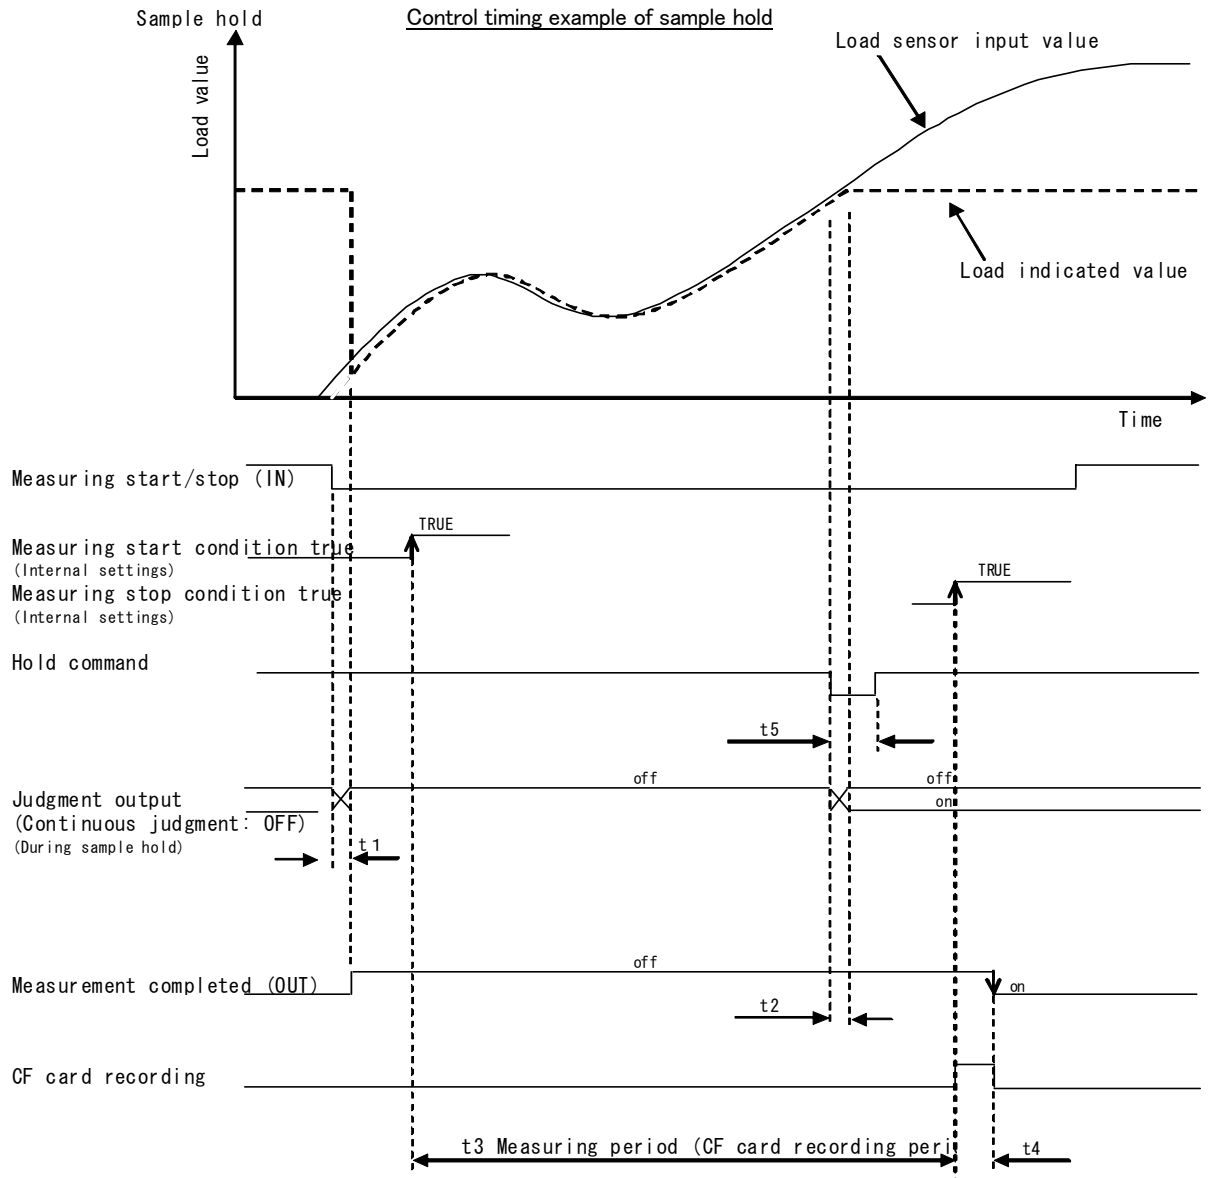 Sample hold
Control timing example of sample hold
Load sensor input value
Load value
Load indicated value
Time
Measuring start/stop (IN)
TRUE
Measuring start condition true
(Internal settings)
TRUE
Measuring stop condition true
(Internal settings)
Hold command
t5
off
off
Judgment output
on
(Continuous judgment: OFF)
(During sample hold)
t1
off
Measurement completed (OUT)
on
t2
CF card recording
t3 Measuring period (CF card recording peri
t4